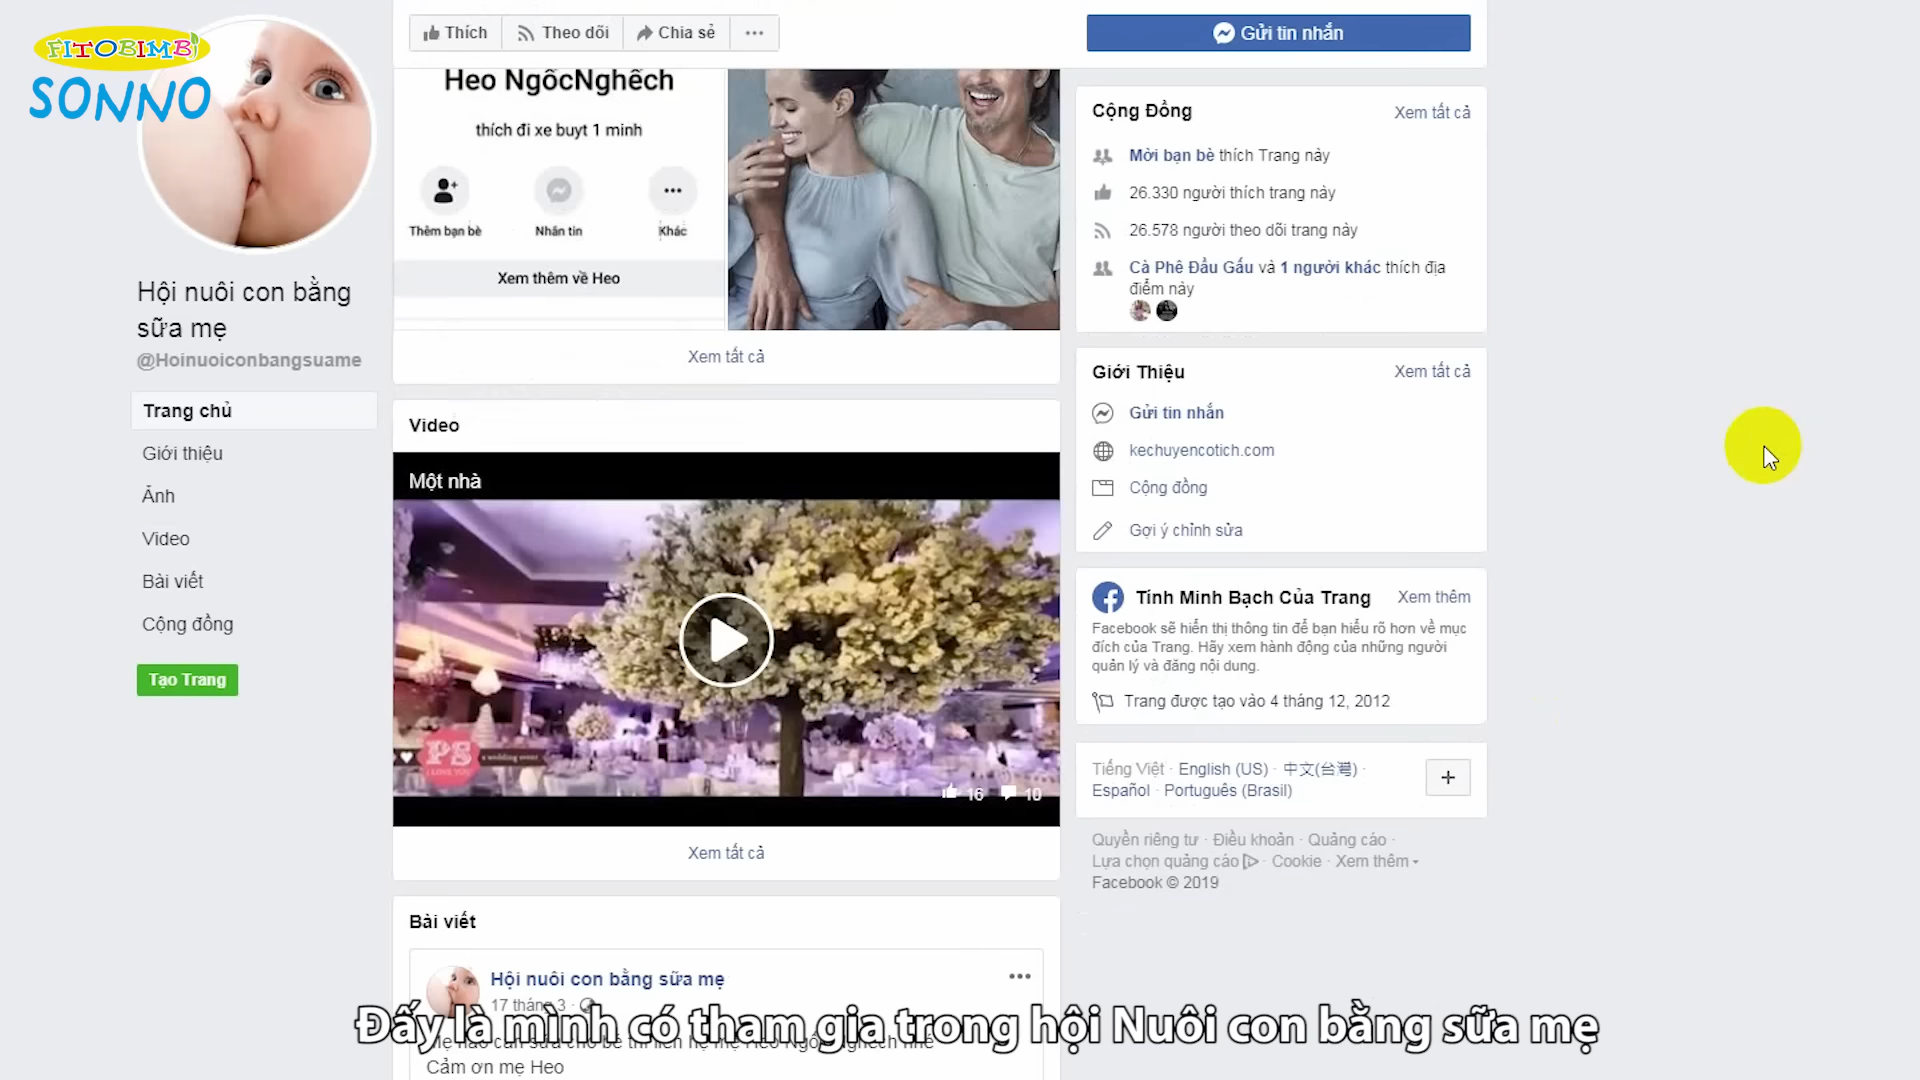 FITOBIMBI
SONNO
Hội nuôi con bằng
sữa mẹ
@Hoinuoiconbangsuame
Trang chủ
Giới thiệu
Ảnh
Video
Bài viết
Cộng đồng
Tạo Trang
Thích
Theo dõi
Chia sẻ
Heo NgốcNghếch
thích đi xe buyt 1 minh
Thêm bạn bè
Nhắn tin
Khác
Xem thêm về Heo
Xem tất cả
Video
Một nhà
PS
I LOVE YOU
a wedding event
16
10
Xem tất cả
Bài viết
Hội nuôi con bằng sữa mẹ
17 tháng 3 ·
Cảm ơn mẹ Heo
Gửi tin nhắn
Cộng Đồng
Xem tất cả
Mời bạn bè thích Trang này
26.330 người thích trang này
26.578 người theo dõi trang này
Cà Phê Đầu Gấu và 1 người khác thích địa
điểm này
Giới Thiệu
Xem tất cả
Gửi tin nhắn
kechuyencotich.com
Cộng đồng
Gợi ý chỉnh sửa
Tính Minh Bạch Của Trang
Xem thêm
Facebook sẽ hiển thị thông tin để bạn hiểu rõ hơn về mục
đích của Trang. Hãy xem hành động của những người
quản lý và đăng nội dung.
Trang được tạo vào 4 tháng 12, 2012
Tiếng Việt · English (US) · 中文(台灣) ·
Español · Português (Brasil)
Quyền riêng tư · Điều khoản · Quảng cáo ·
Lựa chọn quảng cáo · Cookie · Xem thêm
Facebook © 2019
Đấy là mình có tham gia trong hội Nuôi con bằng sữa mẹ